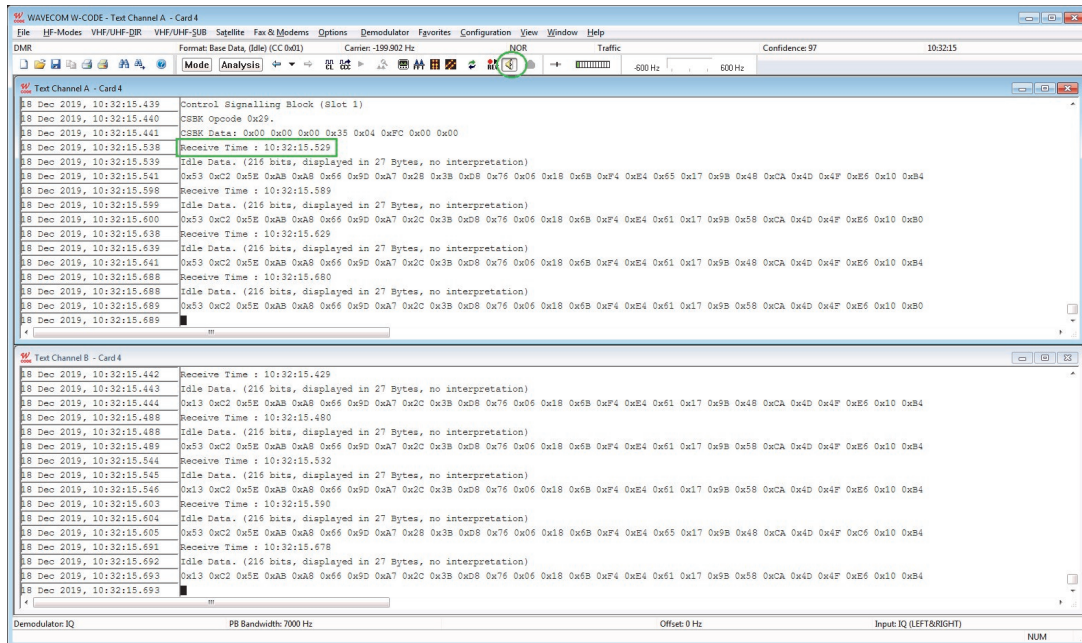 WAVECOM W-CODE - Text Channel A - Card 4
File HF-Modes VHF/UHF-DIR VHF/UHF-SUB Satellite Fax & Modems Options Demodulator Favorites Configuration View Window Help
DMR Format: Base Data, (Idle) (CC 0x01) Carrier: -199.902 Hz NOR Traffic Confidence: 97 10:32:15
Mode Analysis -600 Hz 600 Hz
Text Channel A - Card 4
18 Dec 2019, 10:32:15.439 Control Signalling Block (Slot 1)
18 Dec 2019, 10:32:15.440 CSBK Opcode 0x29.
18 Dec 2019, 10:32:15.441 CSBK Data: 0x00 0x00 0x00 0x35 0x04 0xFC 0x00 0x00
18 Dec 2019, 10:32:15.538 Receive Time : 10:32:15.529
18 Dec 2019, 10:32:15.539 Idle Data. (216 bits, displayed in 27 Bytes, no interpretation)
18 Dec 2019, 10:32:15.541 0x53 0xC2 0x5E 0xAB 0xA8 0x66 0x9D 0xA7 0x28 0x3B 0xD8 0x76 0x06 0x18 0x6B 0xF4 0xE4 0x65 0x17 0x9B 0x48 0xCA 0x4D 0x4F 0xE6 0x10 0xB4
18 Dec 2019, 10:32:15.598 Receive Time : 10:32:15.589
18 Dec 2019, 10:32:15.599 Idle Data. (216 bits, displayed in 27 Bytes, no interpretation)
18 Dec 2019, 10:32:15.600 0x53 0xC2 0x5E 0xAB 0xA8 0x66 0x9D 0xA7 0x2C 0x3B 0xD8 0x76 0x06 0x18 0x6B 0xF4 0xE4 0x61 0x17 0x9B 0x58 0xCA 0x4D 0x4F 0xE6 0x10 0xB0
18 Dec 2019, 10:32:15.638 Receive Time : 10:32:15.629
18 Dec 2019, 10:32:15.639 Idle Data. (216 bits, displayed in 27 Bytes, no interpretation)
18 Dec 2019, 10:32:15.641 0x53 0xC2 0x5E 0xAB 0xA8 0x66 0x9D 0xA7 0x2C 0x3B 0xD8 0x76 0x06 0x18 0x6B 0xF4 0xE4 0x61 0x17 0x9B 0x48 0xCA 0x4D 0x4F 0xE6 0x10 0xB4
18 Dec 2019, 10:32:15.688 Receive Time : 10:32:15.680
18 Dec 2019, 10:32:15.688 Idle Data. (216 bits, displayed in 27 Bytes, no interpretation)
18 Dec 2019, 10:32:15.689 0x53 0xC2 0x5E 0xAB 0xA8 0x66 0x9D 0xA7 0x2C 0x3B 0xD8 0x76 0x06 0x18 0x6B 0xF4 0xE4 0x61 0x17 0x9B 0x58 0xCA 0x4D 0x4F 0xE6 0x10 0xB0
18 Dec 2019, 10:32:15.689
Text Channel B - Card 4
18 Dec 2019, 10:32:15.442 Receive Time : 10:32:15.429
18 Dec 2019, 10:32:15.443 Idle Data. (216 bits, displayed in 27 Bytes, no interpretation)
18 Dec 2019, 10:32:15.444 0x13 0xC2 0x5E 0xAB 0xA8 0x66 0x9D 0xA7 0x2C 0x3B 0xD8 0x76 0x06 0x18 0x6B 0xF4 0xE4 0x61 0x17 0x9B 0x48 0xCA 0x4D 0x4F 0xE6 0x10 0xB4
18 Dec 2019, 10:32:15.488 Receive Time : 10:32:15.480
18 Dec 2019, 10:32:15.488 Idle Data. (216 bits, displayed in 27 Bytes, no interpretation)
18 Dec 2019, 10:32:15.489 0x53 0xC2 0x5E 0xAB 0xA8 0x66 0x9D 0xA7 0x2C 0x3B 0xD8 0x76 0x06 0x18 0x6B 0xF4 0xE4 0x61 0x17 0x9B 0x48 0xCA 0x4D 0x4F 0xE6 0x10 0xB4
18 Dec 2019, 10:32:15.544 Receive Time : 10:32:15.532
18 Dec 2019, 10:32:15.545 Idle Data. (216 bits, displayed in 27 Bytes, no interpretation)
18 Dec 2019, 10:32:15.546 0x13 0xC2 0x5E 0xAB 0xA8 0x66 0x9D 0xA7 0x2C 0x3B 0xD8 0x76 0x06 0x18 0x6B 0xF4 0xE4 0x61 0x17 0x9B 0x58 0xCA 0x4D 0x4F 0xE6 0x10 0xB4
18 Dec 2019, 10:32:15.603 Receive Time : 10:32:15.590
18 Dec 2019, 10:32:15.604 Idle Data. (216 bits, displayed in 27 Bytes, no interpretation)
18 Dec 2019, 10:32:15.605 0x53 0xC2 0x5E 0xAB 0xA8 0x66 0x9D 0xA7 0x28 0x3B 0xD8 0x76 0x06 0x18 0x6B 0xF4 0xE4 0x65 0x17 0x9B 0x48 0xCA 0x4D 0x4F 0xC6 0x10 0xB4
18 Dec 2019, 10:32:15.691 Receive Time : 10:32:15.678
18 Dec 2019, 10:32:15.692 Idle Data. (216 bits, displayed in 27 Bytes, no interpretation)
18 Dec 2019, 10:32:15.693 0x13 0xC2 0x5E 0xAB 0xA8 0x66 0x9D 0xA7 0x2C 0x3B 0xD8 0x76 0x06 0x18 0x6B 0xF4 0xE4 0x61 0x17 0x9B 0x58 0xCA 0x4D 0x4F 0xE6 0x10 0xB4
18 Dec 2019, 10:32:15.693
Demodulator: IQ PB Bandwidth: 7000 Hz Offset: 0 Hz Input: IQ (LEFT&RIGHT)
NUM